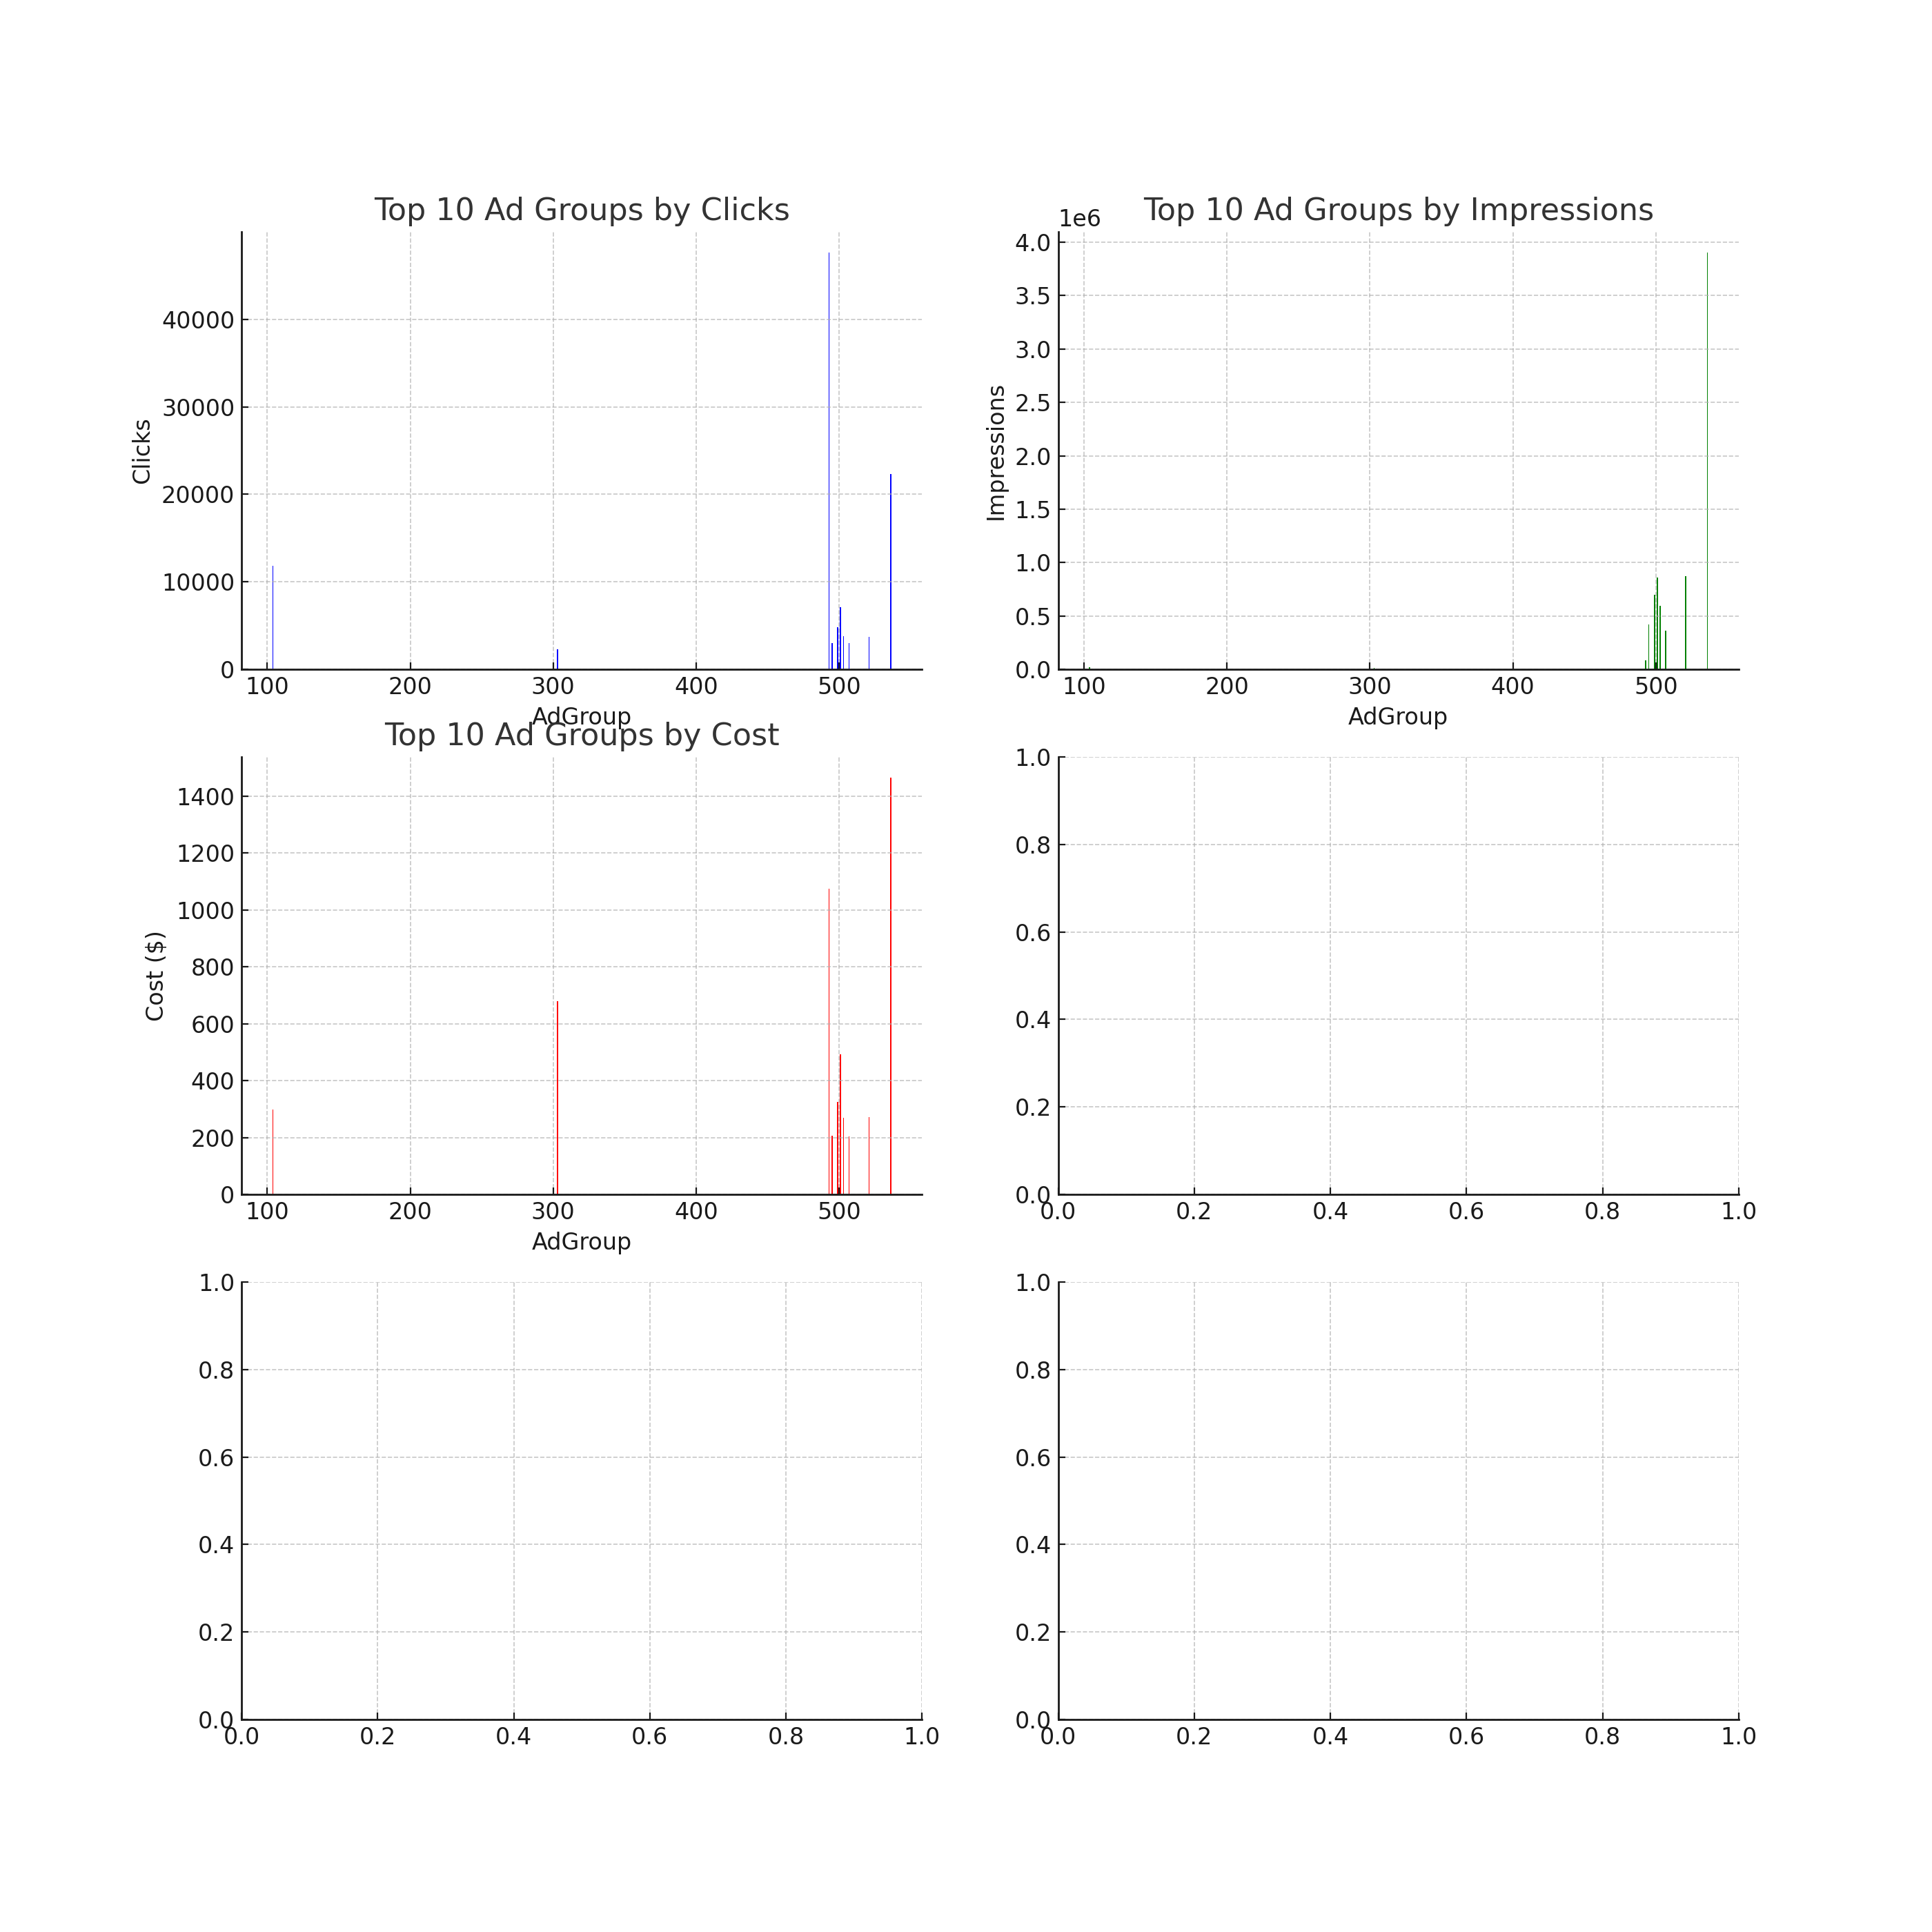 Top 10 Ad Groups by Clicks
Clicks
40000
30000
20000
10000
0
100 200 300 400 500
AdGroup
Top 10 Ad Groups by Impressions
1e6
Impressions
4.0
3.5
3.0
2.5
2.0
1.5
1.0
0.5
0.0
100 200 300 400 500
AdGroup
Top 10 Ad Groups by Cost
Cost ($)
1400
1200
1000
800
600
400
200
0
100 200 300 400 500
AdGroup
1.0
0.8
0.6
0.4
0.2
0.0
0.0 0.2 0.4 0.6 0.8 1.0
1.0
0.8
0.6
0.4
0.2
0.0
0.0 0.2 0.4 0.6 0.8 1.0
1.0
0.8
0.6
0.4
0.2
0.0
0.0 0.2 0.4 0.6 0.8 1.0